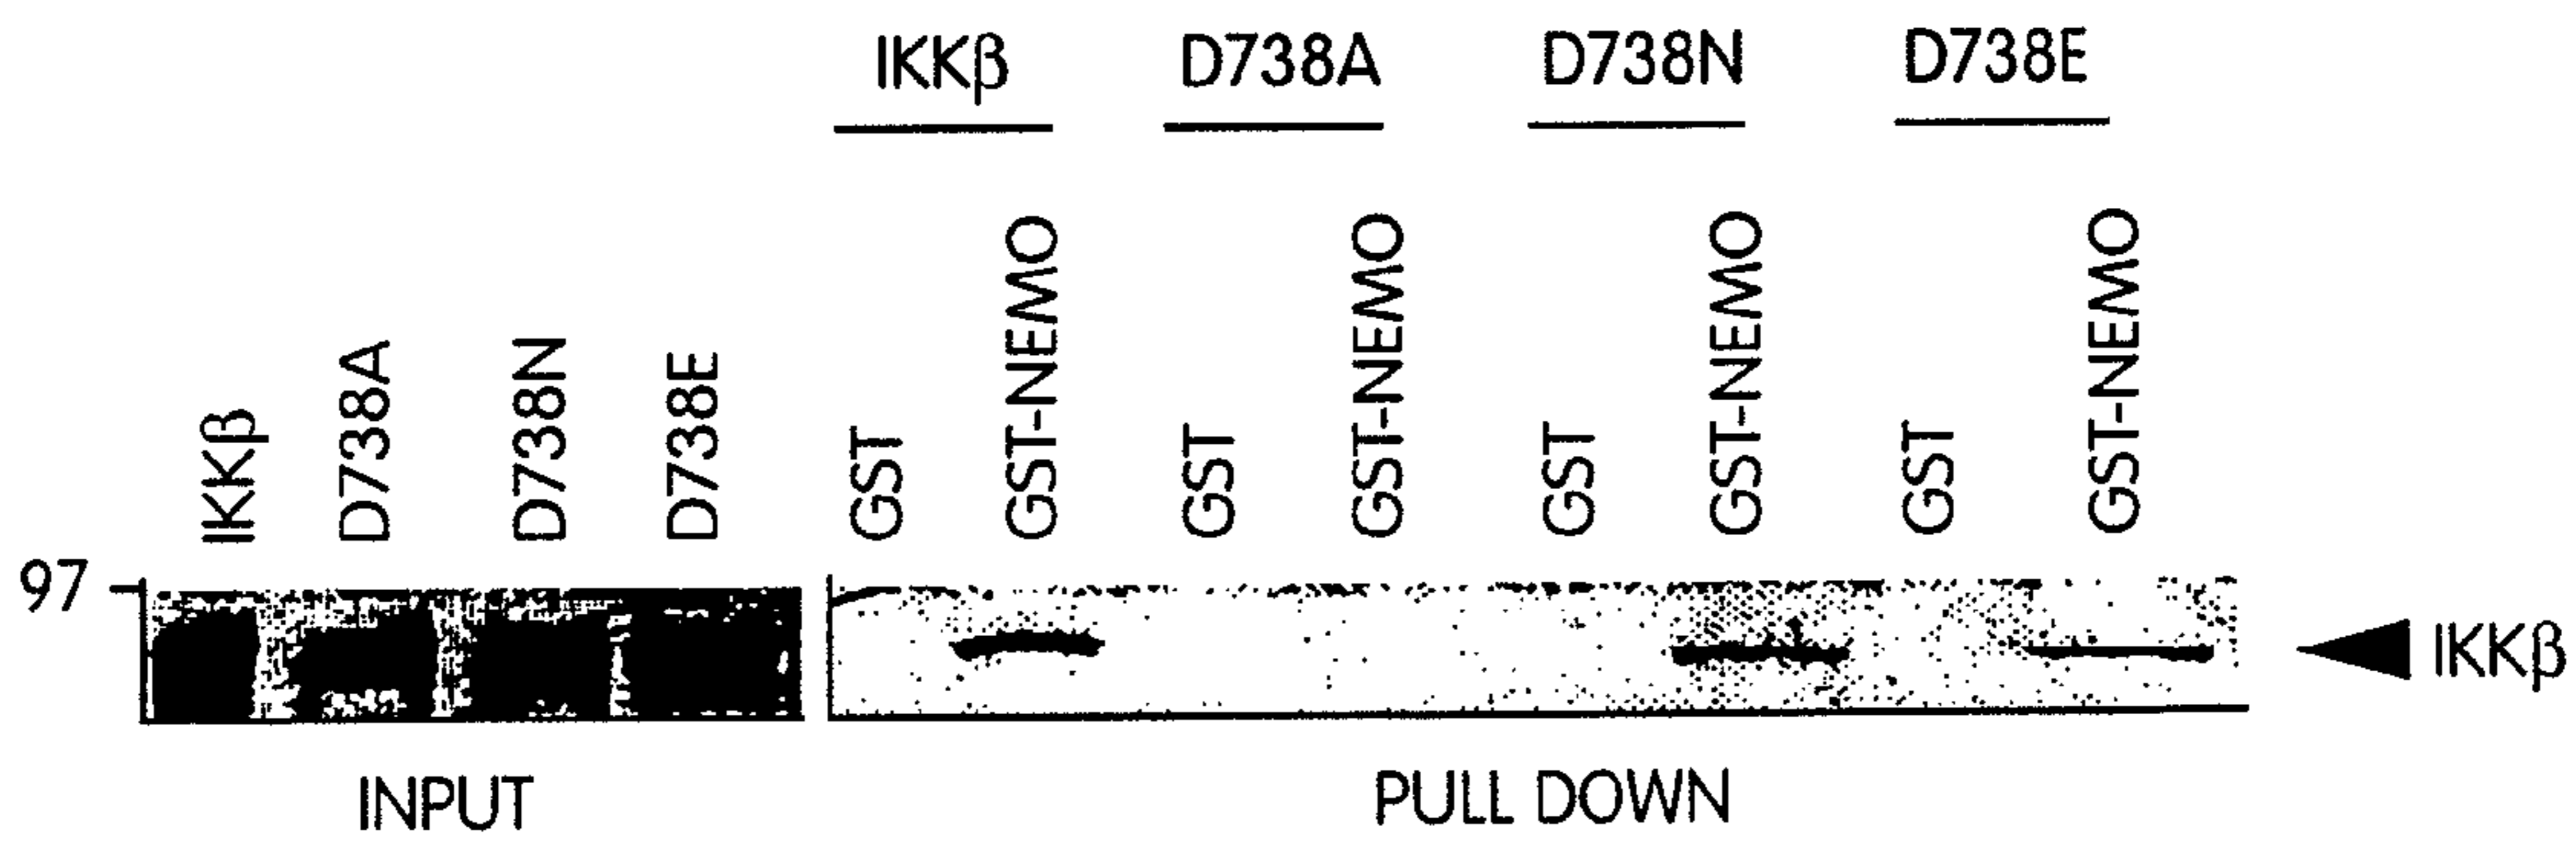 IKKβ D738A D738N D738E
GST GST-NEMO GST GST-NEMO GST GST-NEMO GST GST-NEMO
IKKβ D738A D738N D738E
97
IKKβ
INPUT PULL DOWN